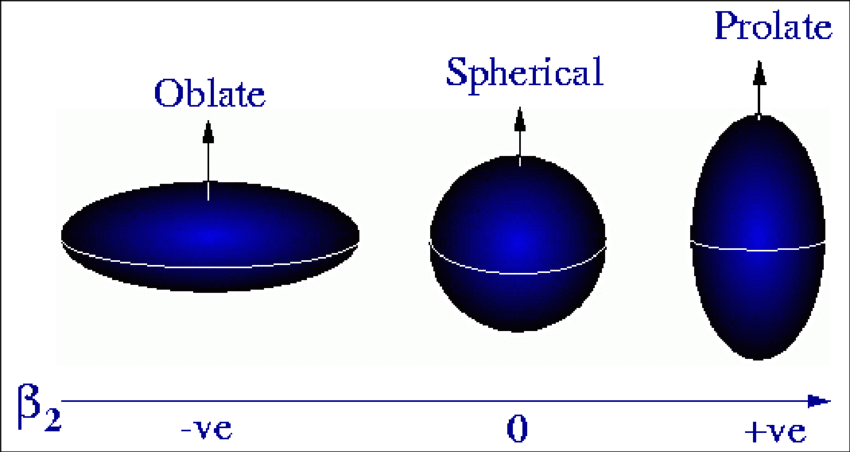 Prolate
Spherical
Oblate
β₂
-ve 0 +ve